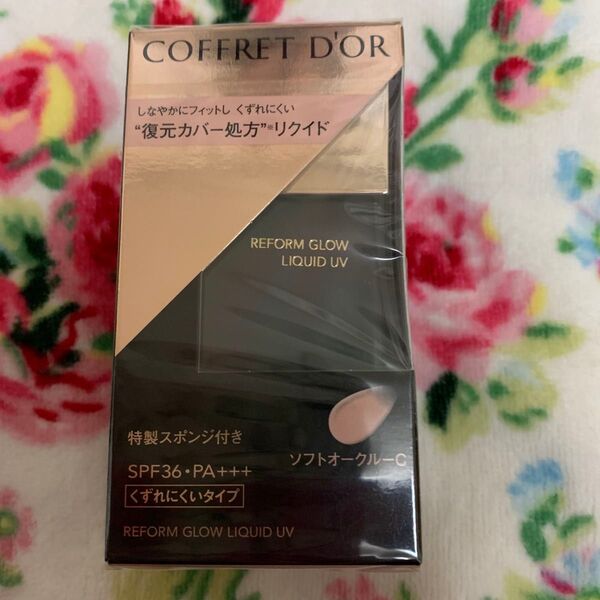 COFFRET D'OR
しなやかにフィットし くずれにくい
“復元カバー処方”※リクイド
REFORM GLOW
LIQUID UV
特製スポンジ付き
ソフトオークルーC
SPF36・PA+++
くずれにくいタイプ
REFORM GLOW LIQUID UV